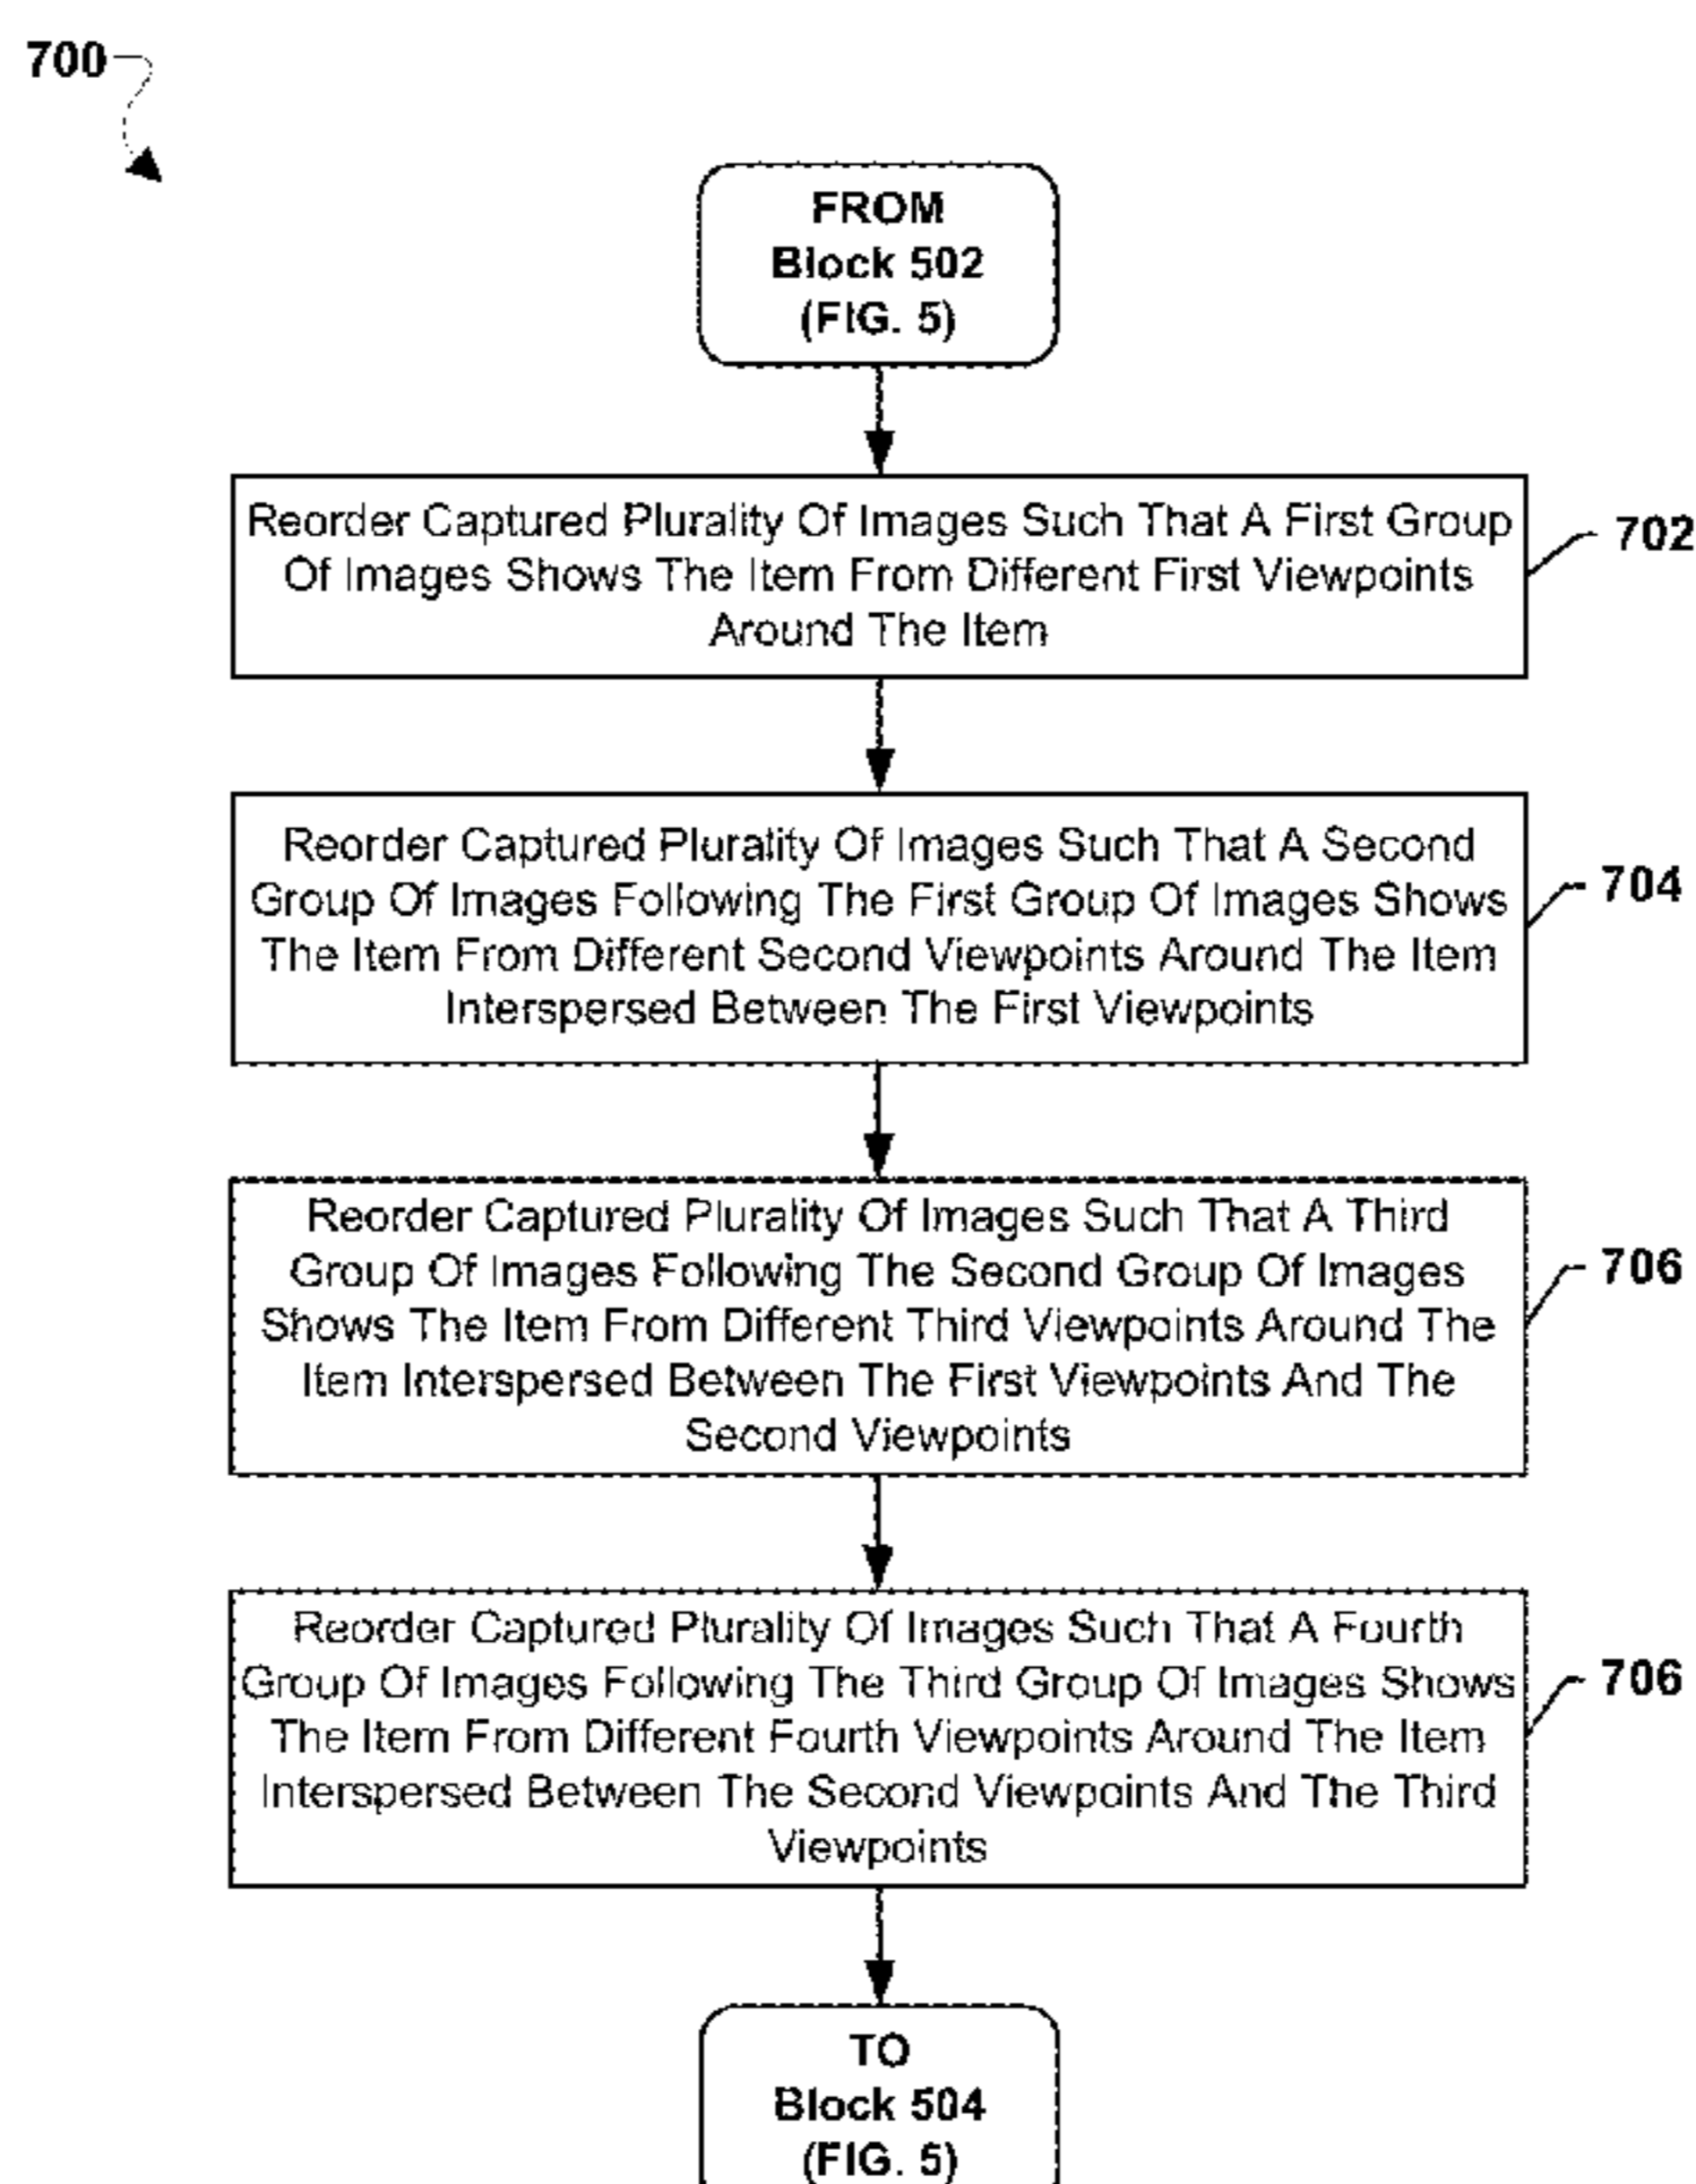 700
FROM
Block 502
(FIG. 5)
Reorder Captured Plurality Of Images Such That A First Group
Of Images Shows The Item From Different First Viewpoints
Around The Item
702
Reorder Captured Plurality Of Images Such That A Second
Group Of Images Following The First Group Of Images Shows
The Item From Different Second Viewpoints Around The Item
Interspersed Between The First Viewpoints
704
Reorder Captured Plurality Of Images Such That A Third
Group Of Images Following The Second Group Of Images
Shows The Item From Different Third Viewpoints Around The
Item Interspersed Between The First Viewpoints And The
Second Viewpoints
706
Reorder Captured Plurality Of Images Such That A Fourth
Group Of Images Following The Third Group Of Images Shows
The Item From Different Fourth Viewpoints Around The Item
Interspersed Between The Second Viewpoints And The Third
Viewpoints
706
TO
Block 504
(FIG. 5)